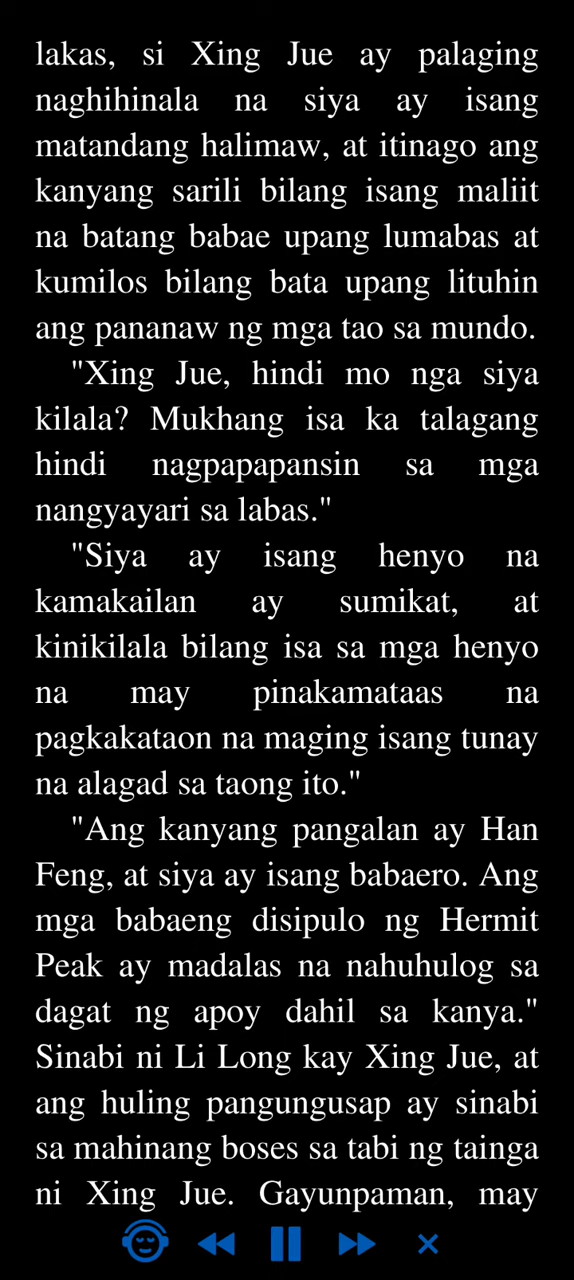 lakas, si Xing Jue ay palaging
naghihinala na siya ay isang
matandang halimaw, at itinago ang
kanyang sarili bilang isang maliit
na batang babae upang lumabas at
kumilos bilang bata upang lituhin
ang pananaw ng mga tao sa mundo.
"Xing Jue, hindi mo nga siya
kilala? Mukhang isa ka talagang
hindi nagpapapansin sa mga
nangyayari sa labas."
"Siya ay isang henyo na
kamakailan ay sumikat, at
kinikilala bilang isa sa mga henyo
na may pinakamataas na
pagkakataon na maging isang tunay
na alagad sa taong ito."
"Ang kanyang pangalan ay Han
Feng, at siya ay isang babaero. Ang
mga babaeng disipulo ng Hermit
Peak ay madalas na nahuhulog sa
dagat ng apoy dahil sa kanya."
Sinabi ni Li Long kay Xing Jue, at
ang huling pangungusap ay sinabi
sa mahinang boses sa tabi ng tainga
ni Xing Jue. Gayunpaman, may